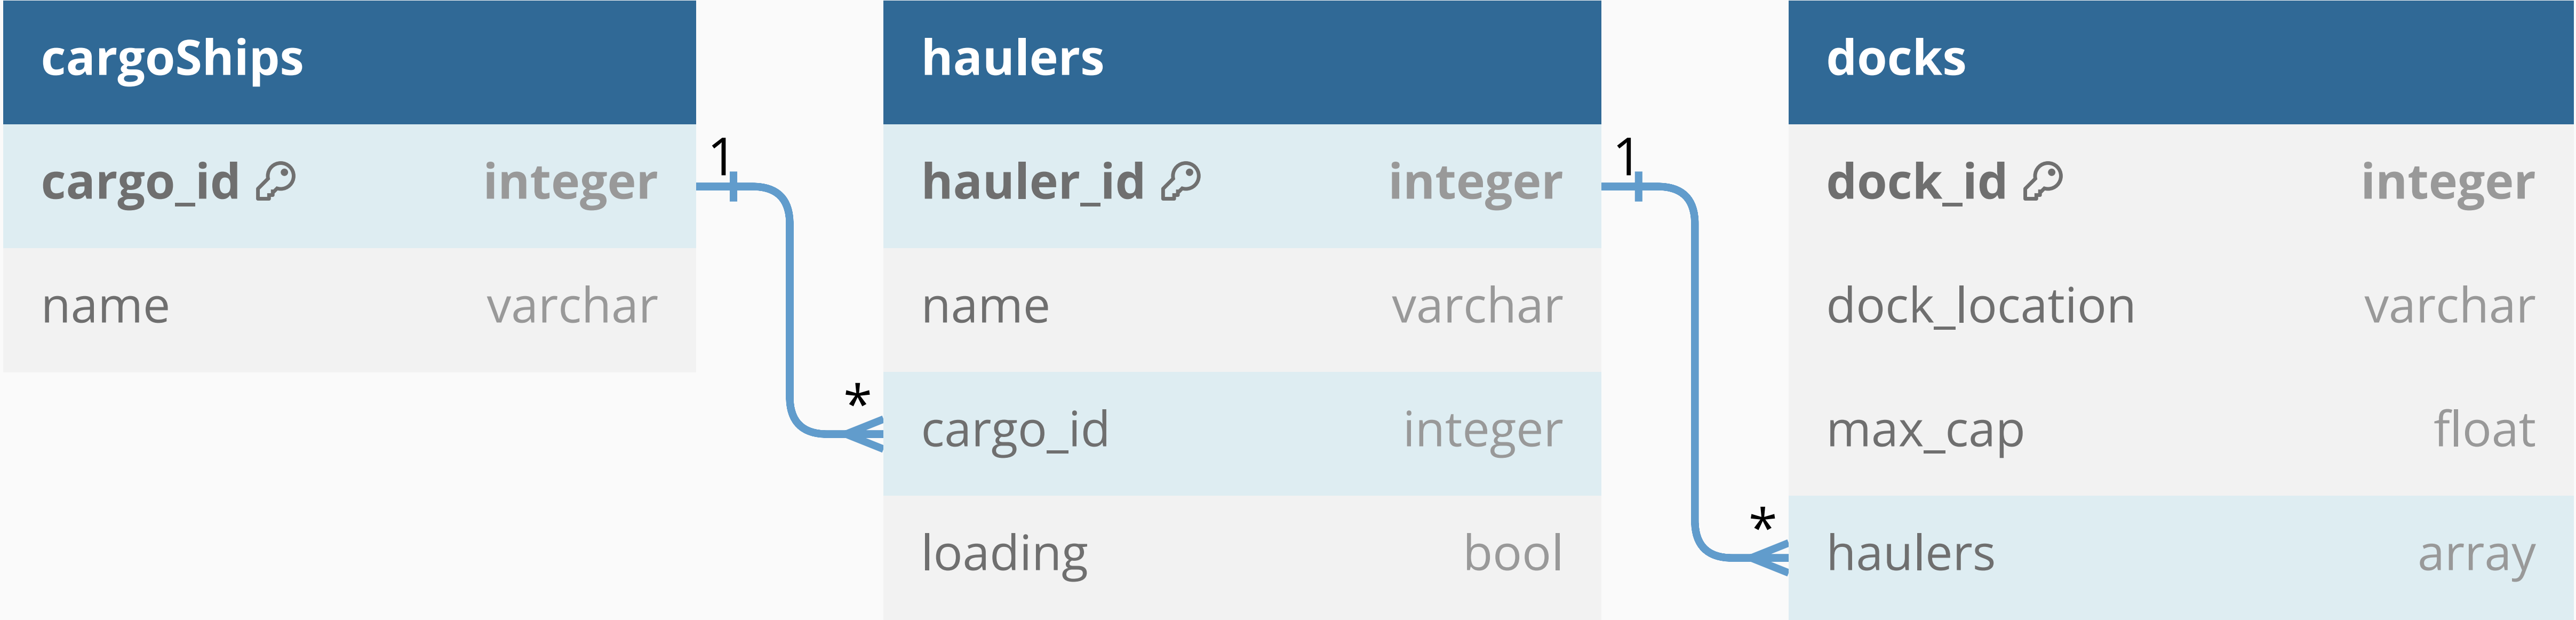 cargoShips
cargo_id integer
name varchar
1
*
haulers
hauler_id integer
name varchar
cargo_id integer
loading bool
1
*
docks
dock_id integer
dock_location varchar
max_cap float
haulers array